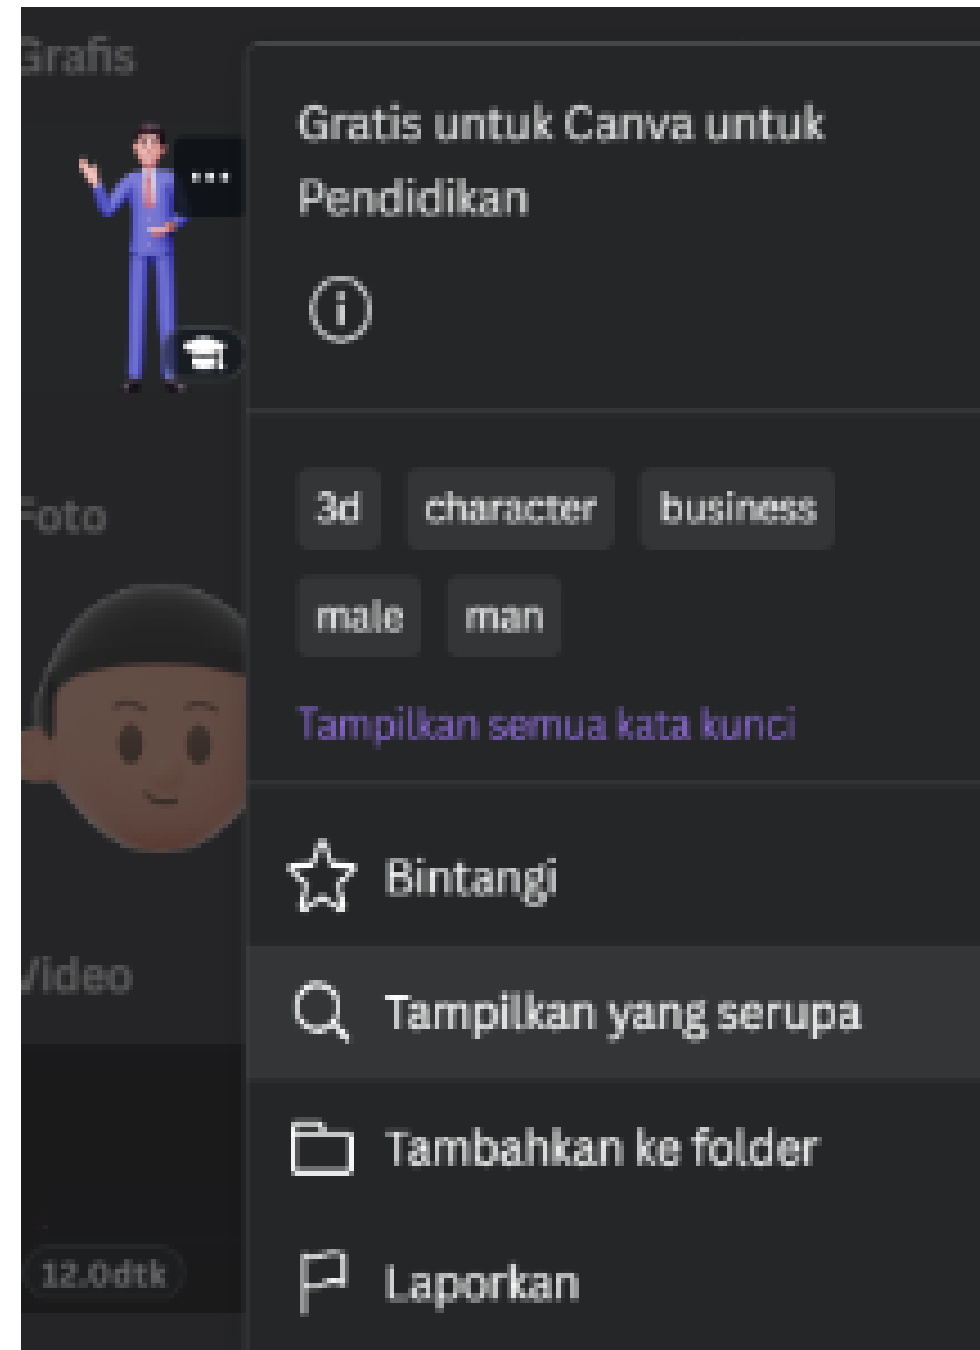 Grafis
Gratis untuk Canva untuk
Pendidikan
3d character business
Foto
male man
Tampilkan semua kata kunci
Bintangi
Video
Tampilkan yang serupa
Tambahkan ke folder
12.0dtk
Laporkan